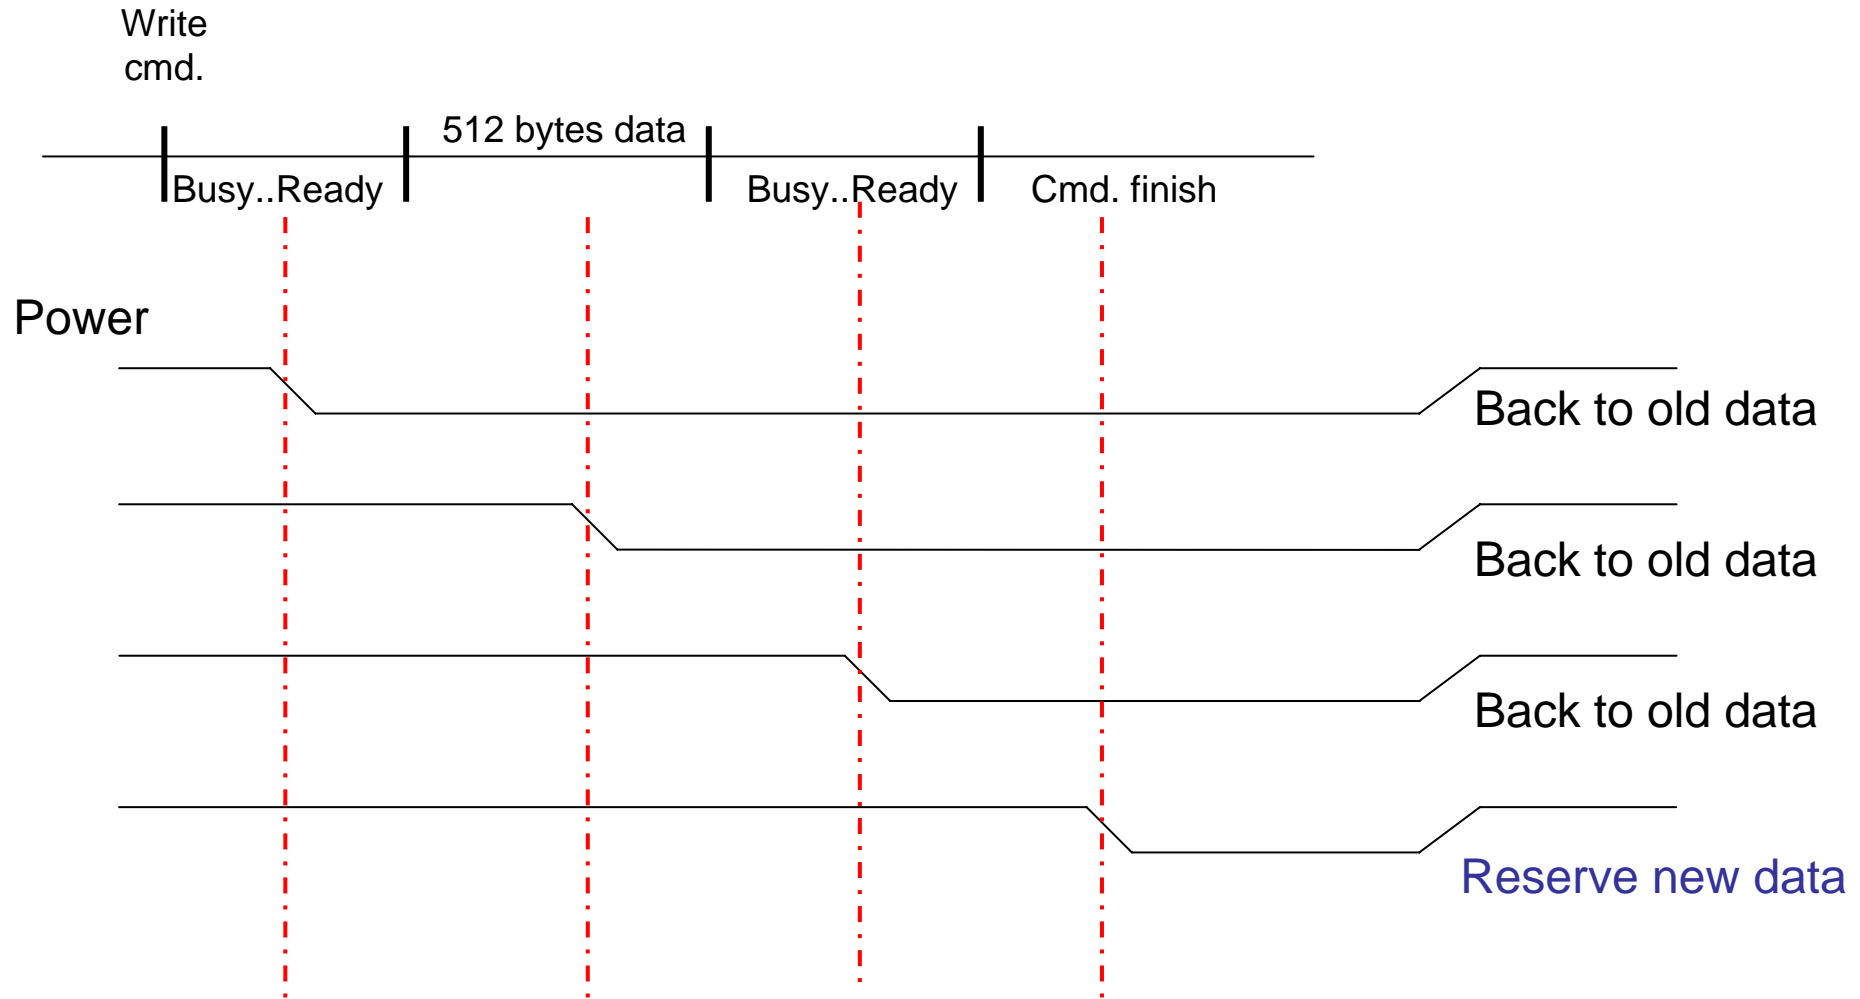 Write
cmd.
512 bytes data
Busy..Ready
Busy..Ready
Cmd. finish
Power
Back to old data
Back to old data
Back to old data
Reserve new data